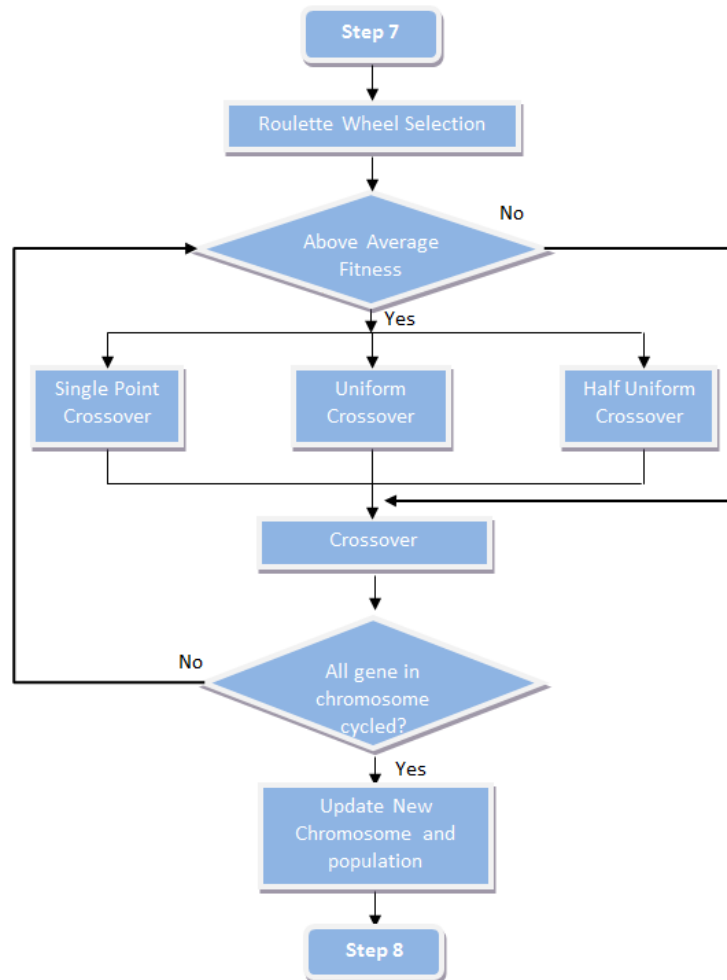 Step 7
Roulette Wheel Selection
No
Above Average
Fitness
Yes
Single Point
Crossover
Uniform
Crossover
Half Uniform
Crossover
Crossover
No
All gene in
chromosome
cycled?
Yes
Update New
Chromosome and
population
Step 8